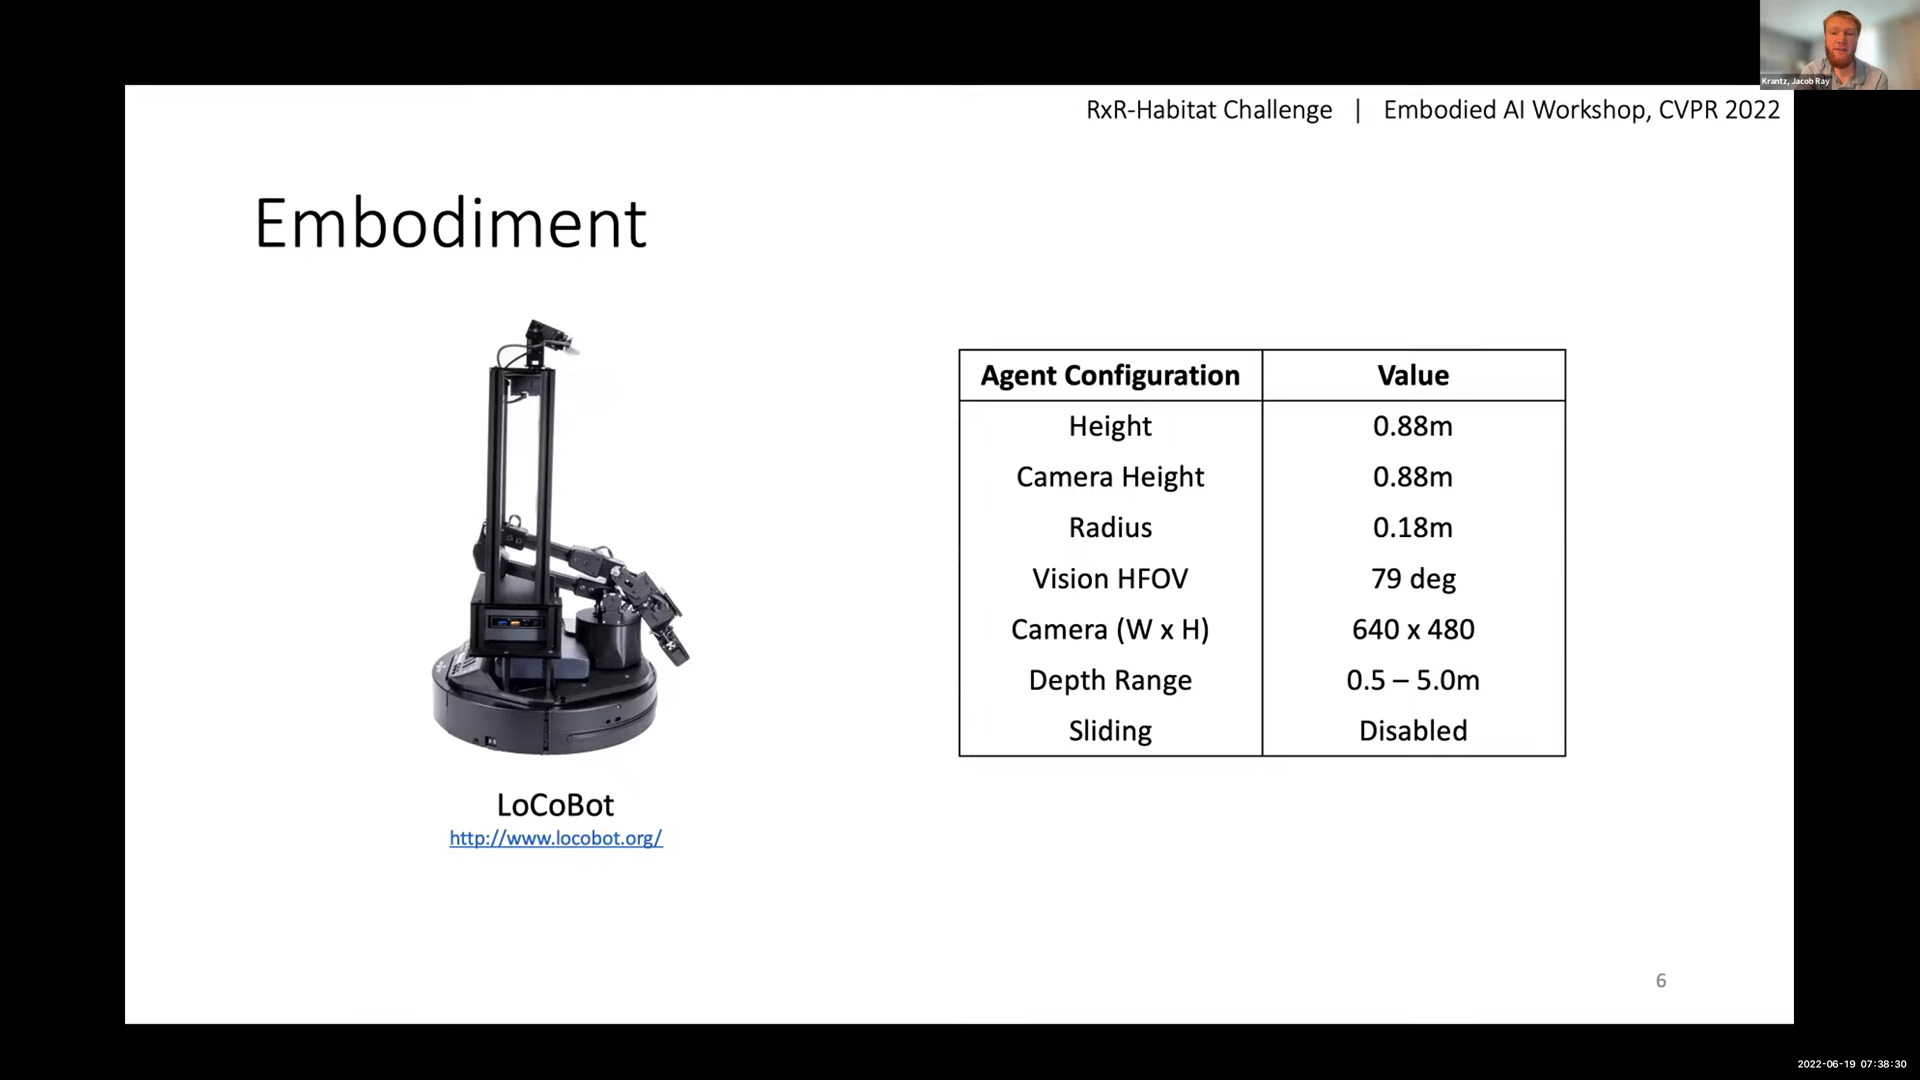 Krantz, Jacob Ray
RxR-Habitat Challenge | Embodied AI Workshop, CVPR 2022
Embodiment
Agent Configuration Value
Height 0.88m
Camera Height 0.88m
Radius 0.18m
Vision HFOV 79 deg
Camera (W x H) 640 x 480
Depth Range 0.5 – 5.0m
Sliding Disabled
LoCoBot
http://www.locobot.org/
6
2022-06-19 07:38:30